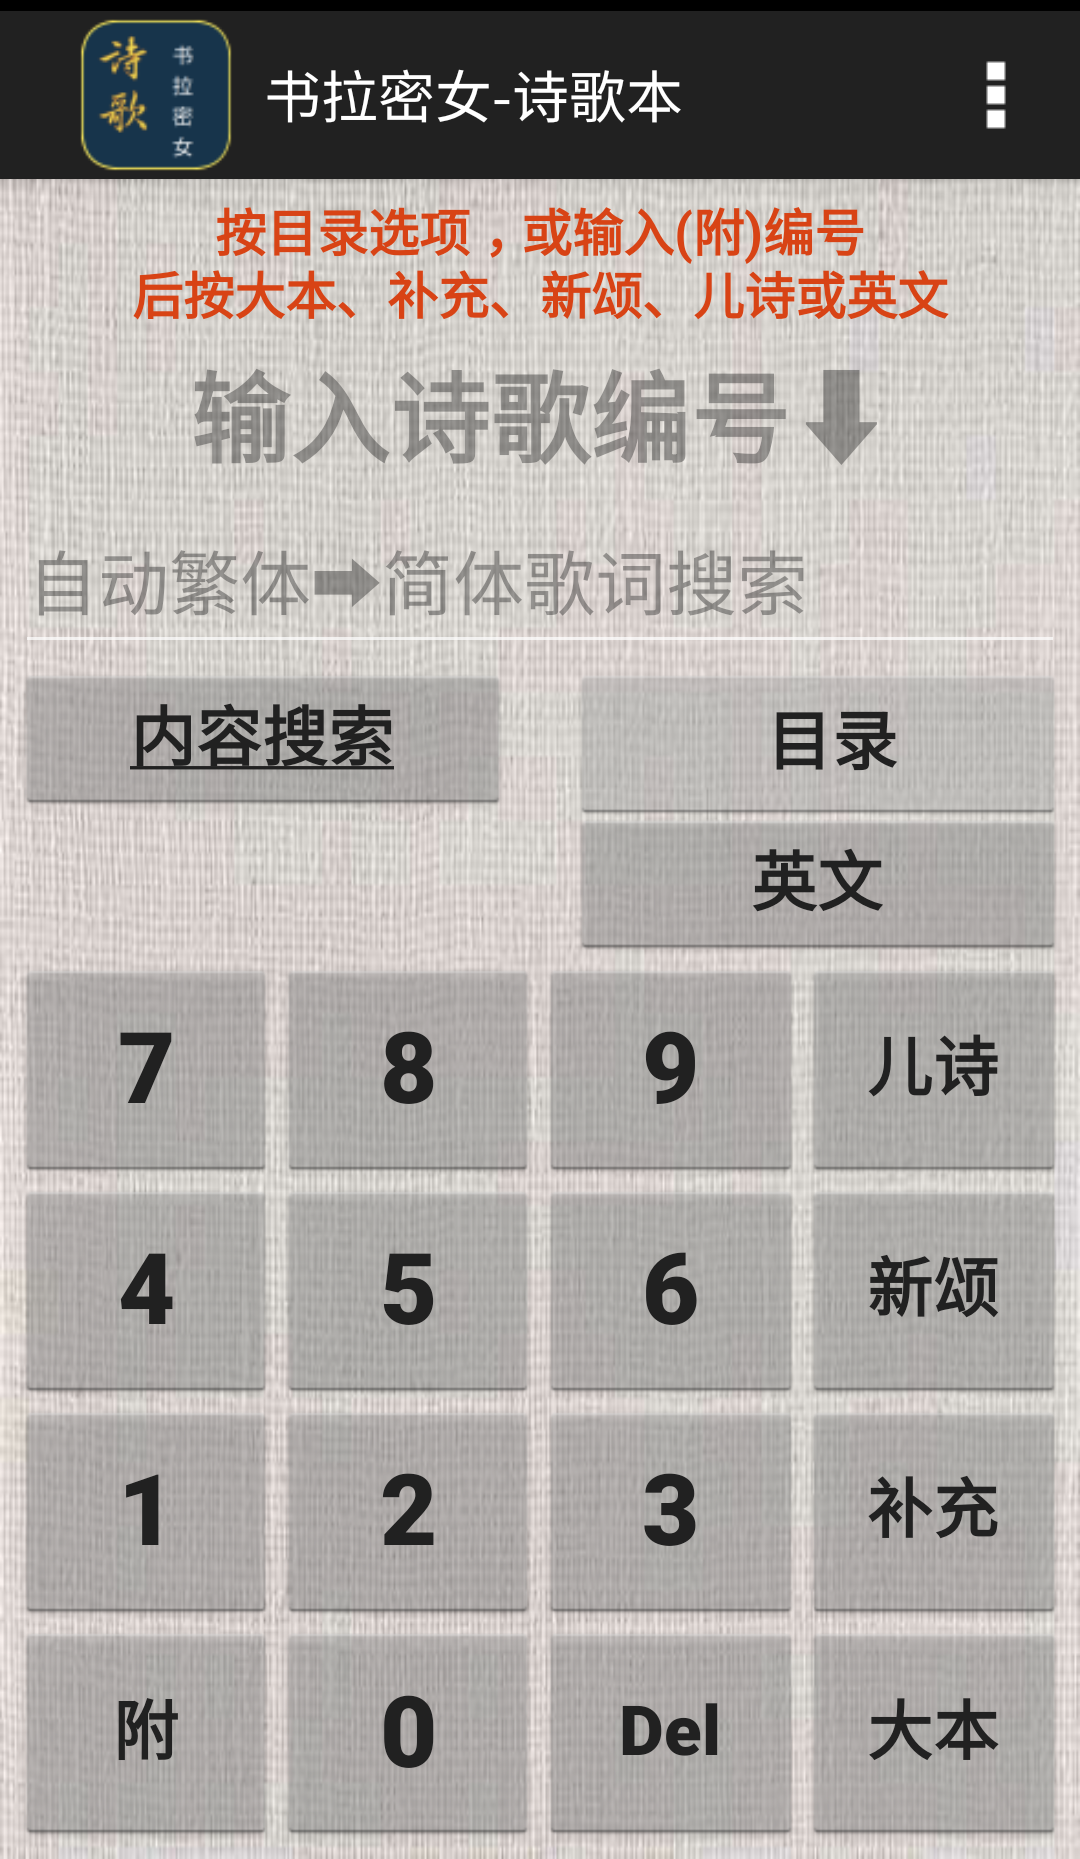 诗歌
书拉密女
书拉密女-诗歌本
按目录选项，或输入(附)编号
后按大本、补充、新颂、儿诗或英文
输入诗歌编号⬇
自动繁体➡简体歌词搜索
内容搜索
目录
英文
7 8 9 儿诗
4 5 6 新颂
1 2 3 补充
附 0 Del 大本